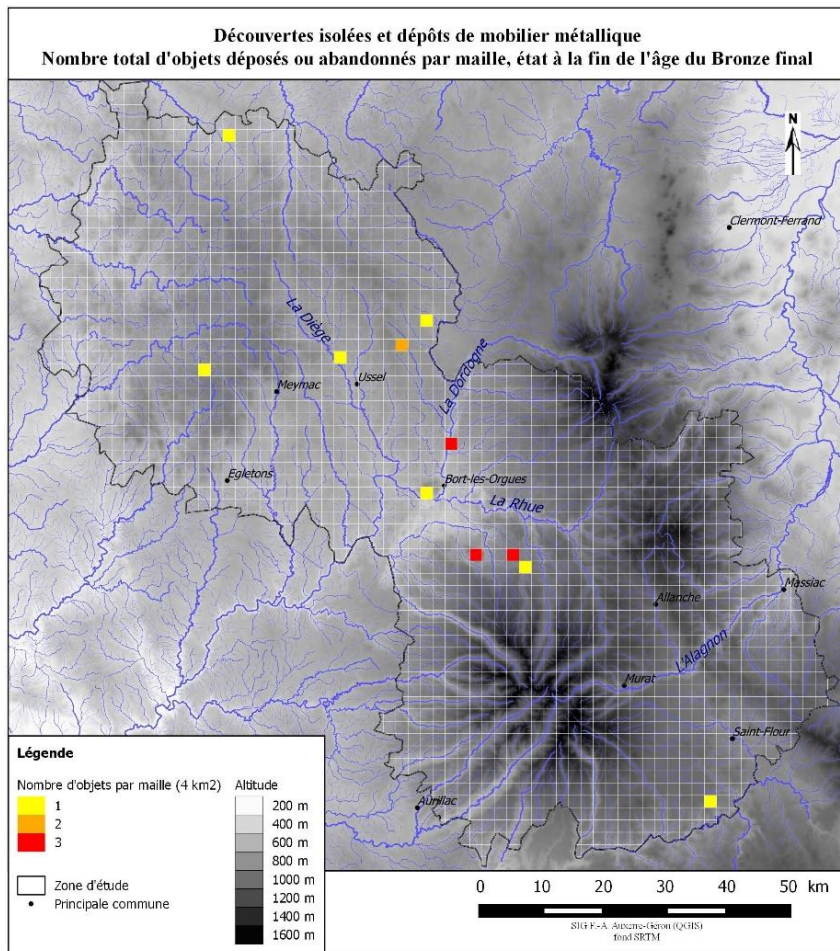 Découvertes isolées et dépôts de mobilier métallique
Nombre total d'objets déposés ou abandonnés par maille, état à la fin de l'âge du Bronze final
N
Clermont-Ferrand
La Diège
Ussel
Meymac
La Dordogne
Egletons
Bort-les-Orgues
La Rhue
Massiac
Allanche
L'Alagnon
Murat
Saint-Flour
Aurillac
Légende
Nombre d'objets par maille (4 km2)
1
2
3
Zone d'étude
Principale commune
Altitude
200 m
400 m
600 m
800 m
1000 m
1200 m
1400 m
1600 m
0 10 20 30 40 50 km
SIG F.-A. Auxerre-Géron (QGIS)
fond SRTM